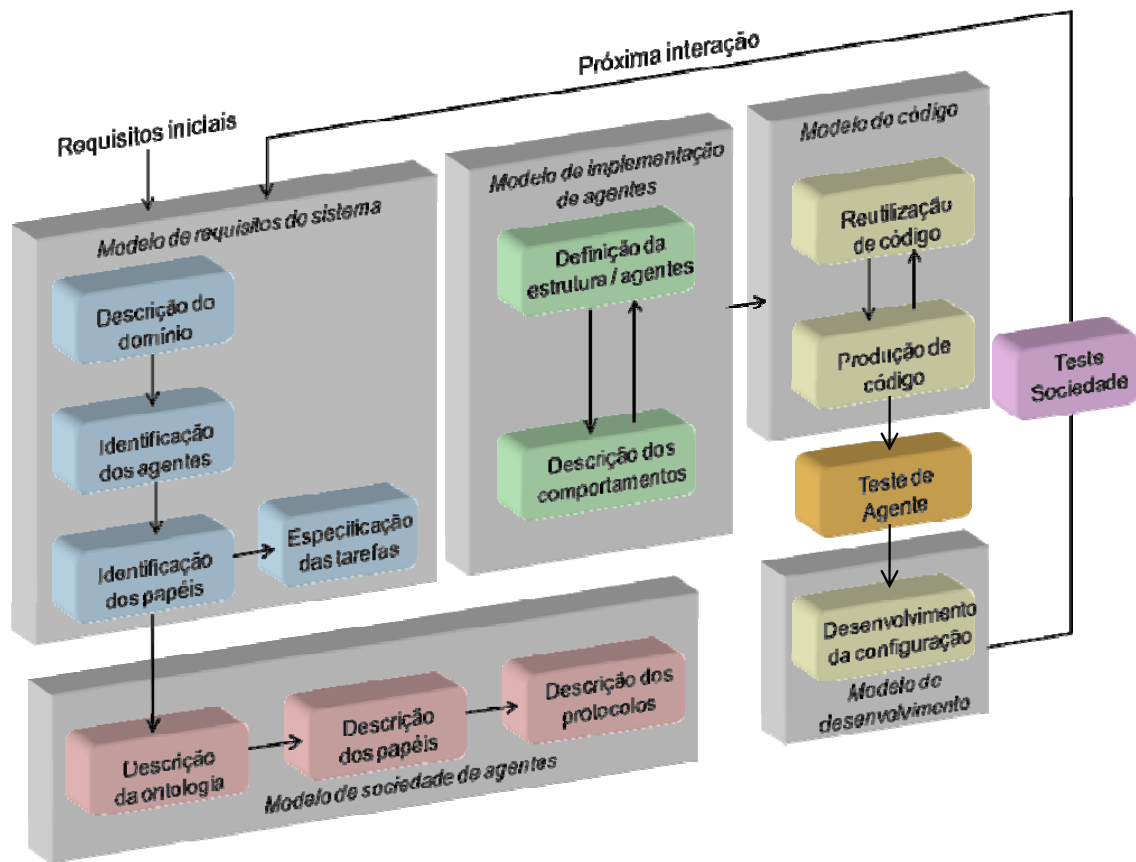 Próxima interação
Requisitos iniciais
Modelo de requisitos do sistema
Descrição do
domínio
Identificação
dos agentes
Identificação
dos papéis
Especificação
das tarefas
Modelo de implementação
de agentes
Definição da
estrutura / agentes
Descrição dos
comportamentos
Modelo de código
Reutilização
de código
Produção de
código
Teste
Sociedade
Teste de
Agente
Desenvolvimento
da configuração
Modelo de
desenvolvimento
Descrição
da ontologia
Descrição
dos papéis
Descrição dos
protocolos
Modelo de sociedade de agentes